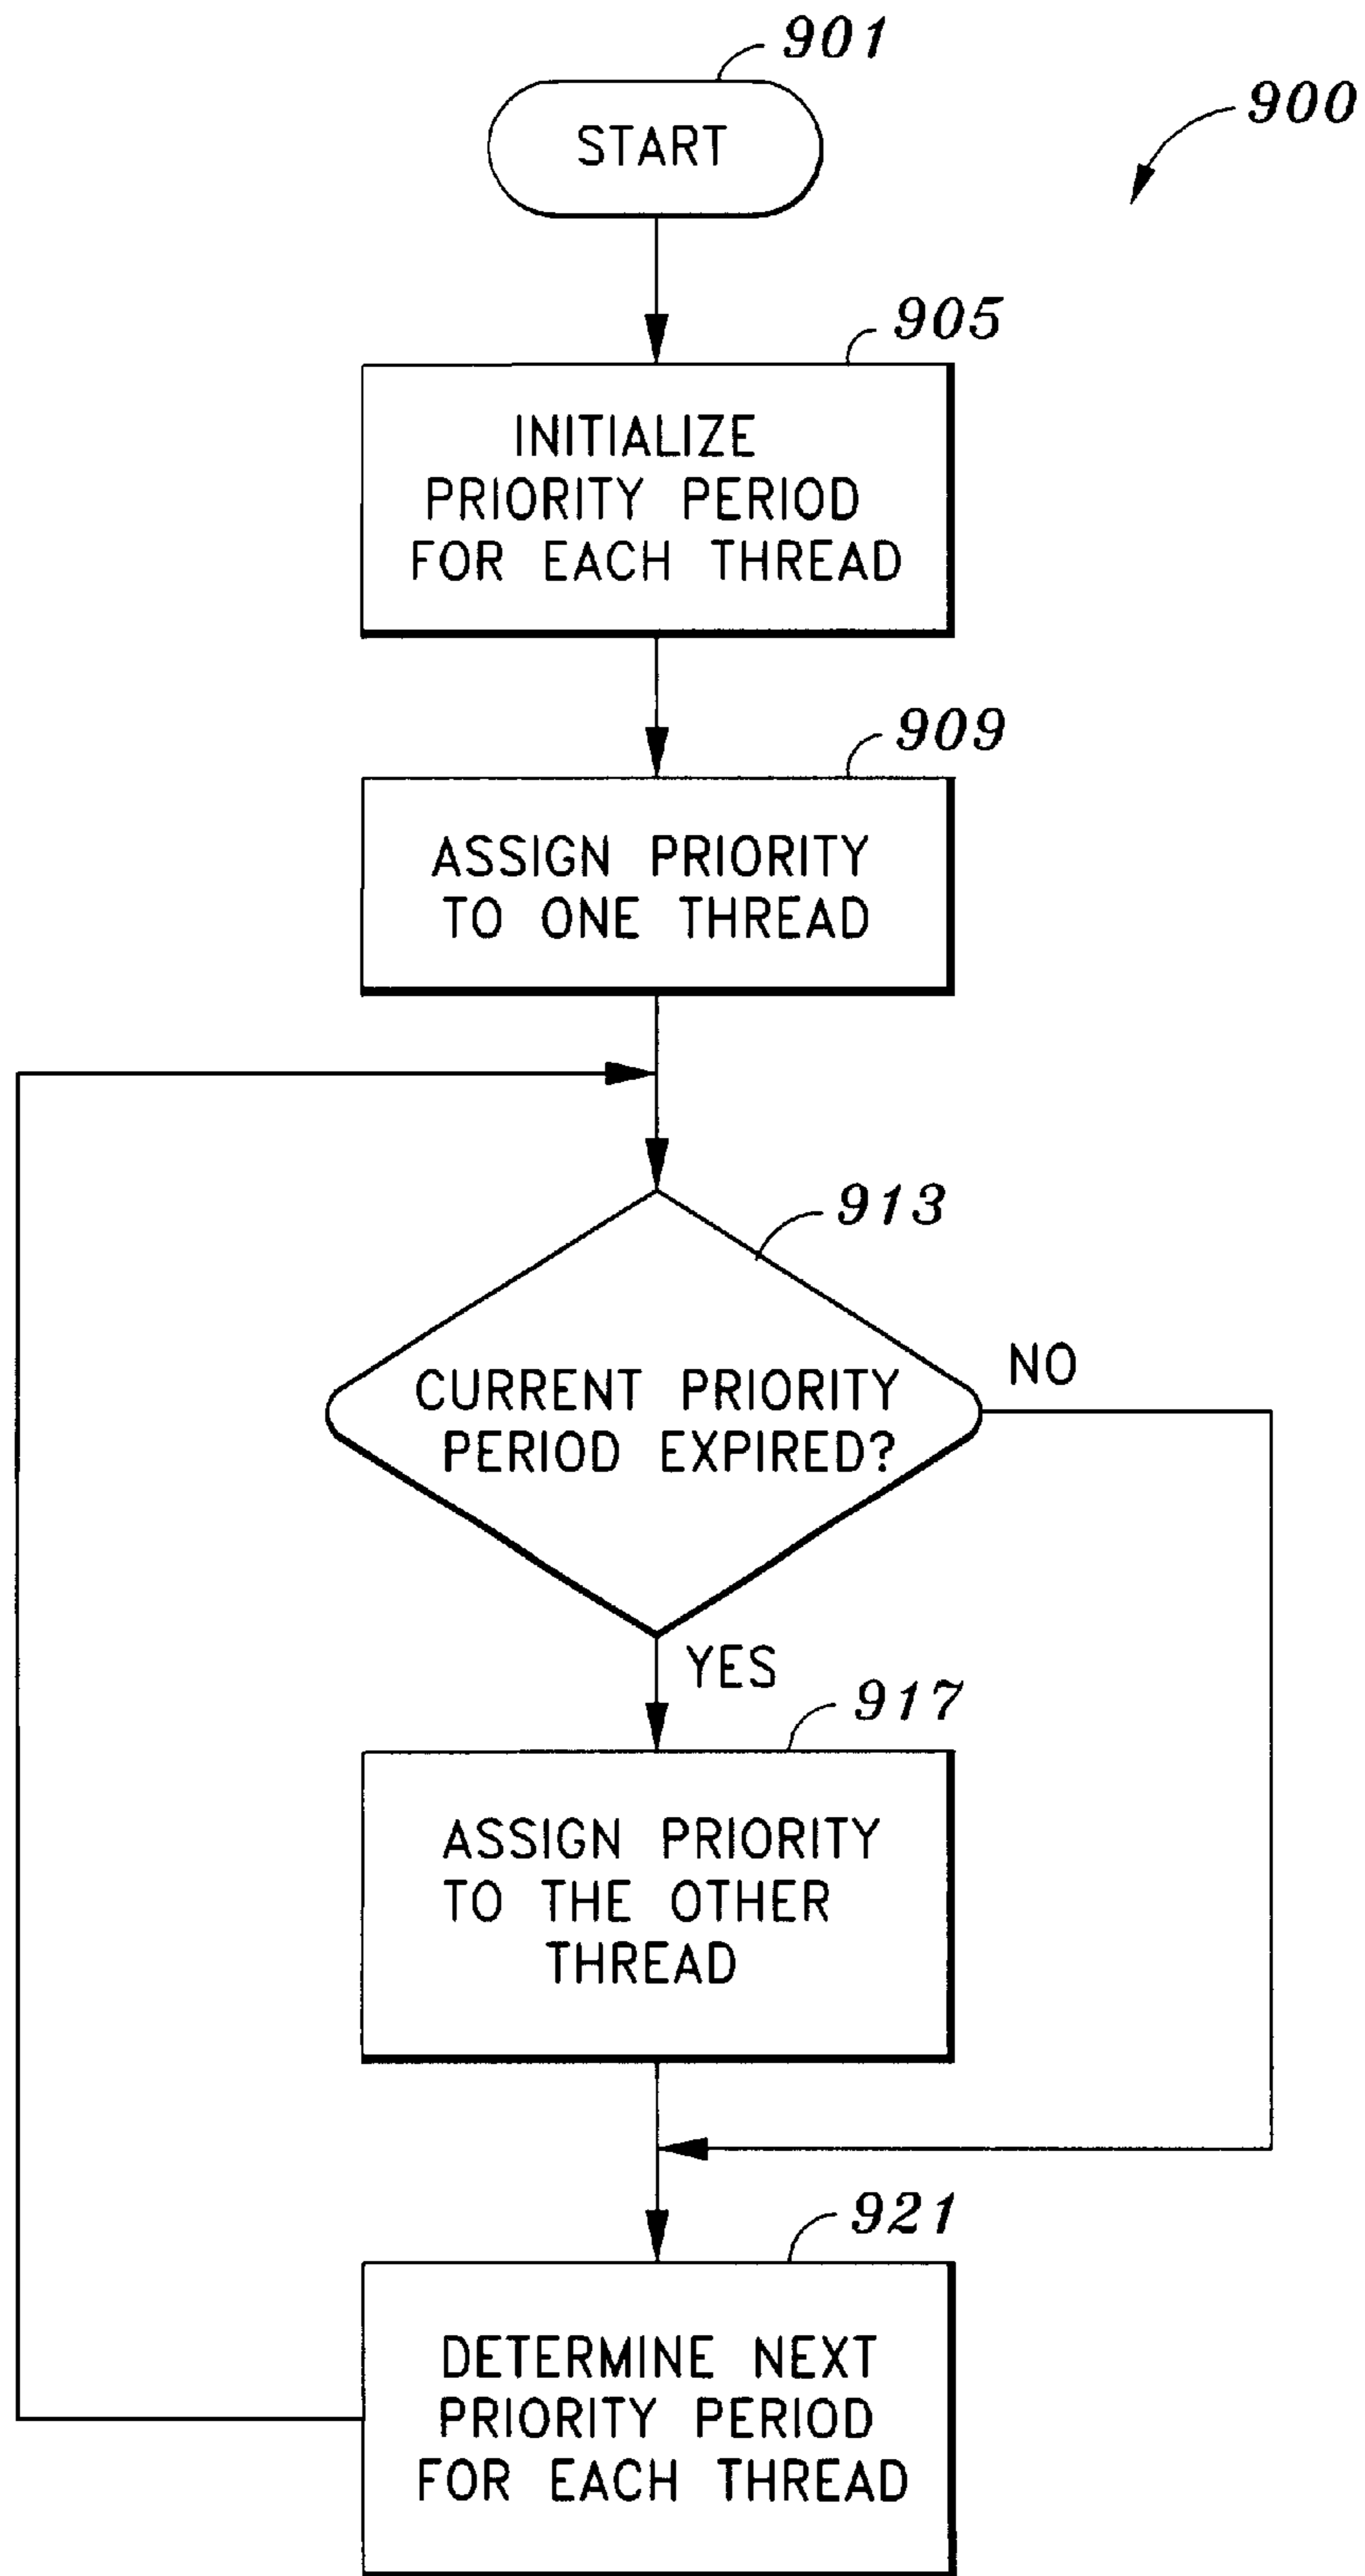 901
900
START
905
INITIALIZE
PRIORITY PERIOD
FOR EACH THREAD
909
ASSIGN PRIORITY
TO ONE THREAD
913
CURRENT PRIORITY
PERIOD EXPIRED?
NO
YES
917
ASSIGN PRIORITY
TO THE OTHER
THREAD
921
DETERMINE NEXT
PRIORITY PERIOD
FOR EACH THREAD